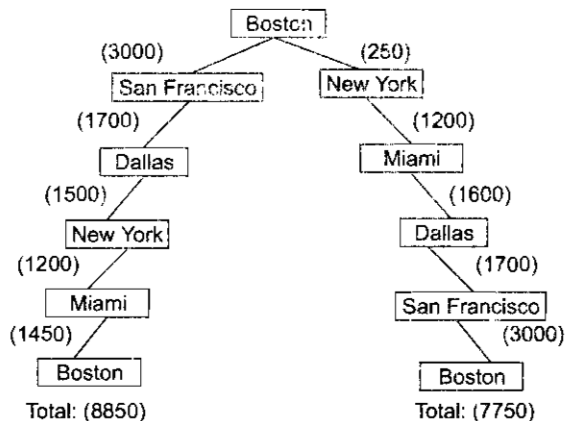 Boston
(3000) (250)
San Francisco New York
(1700) (1200)
Dallas Miami
(1500) (1600)
New York Dallas
(1200) (1700)
Miami San Francisco
(1450) (3000)
Boston Boston
Total: (8850) Total: (7750)